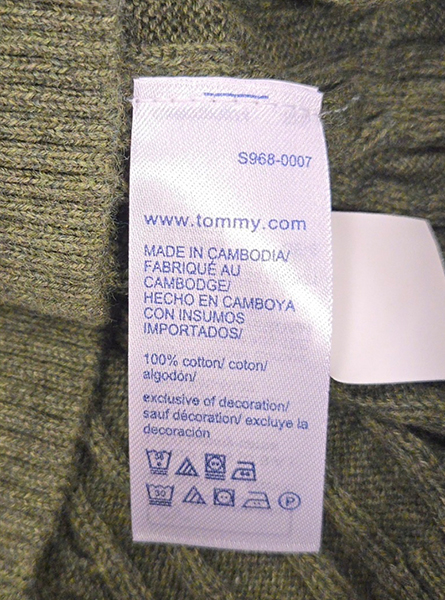 S968-0007
www.tommy.com
MADE IN CAMBODIA/
FABRIQUÉ AU
CAMBODGE/
HECHO EN CAMBOYA
CON INSUMOS
IMPORTADOS/
100% cotton/ coton/
algodón/
exclusive of decoration/
sauf décoration/ excluye la
decoración
30 P